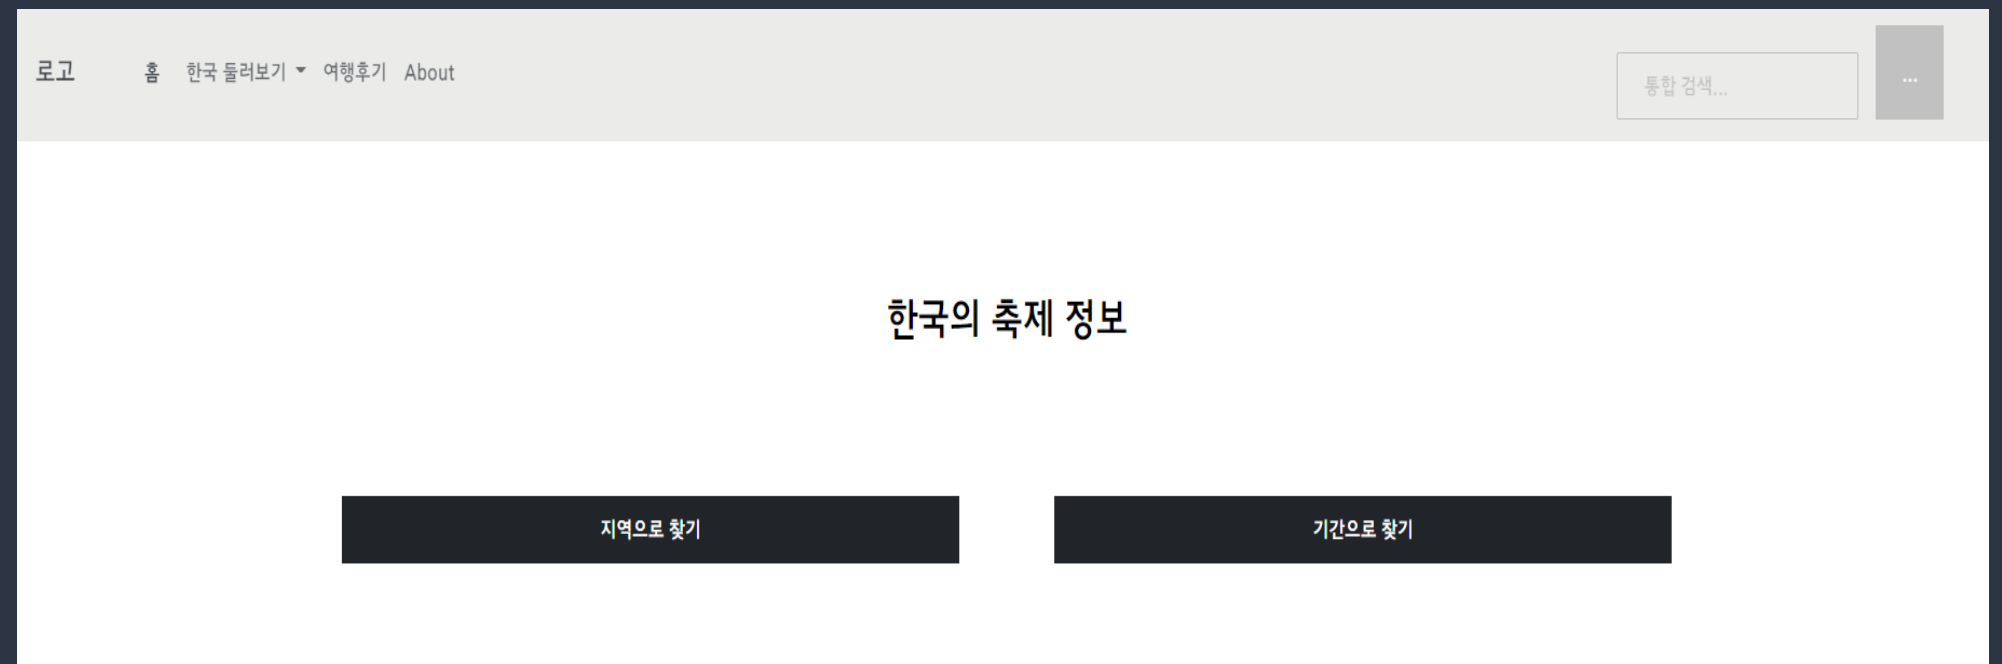 로고 홈 한국 둘러보기 여행후기 About
통합 검색... ...
한국의 축제 정보
지역으로 찾기 기간으로 찾기